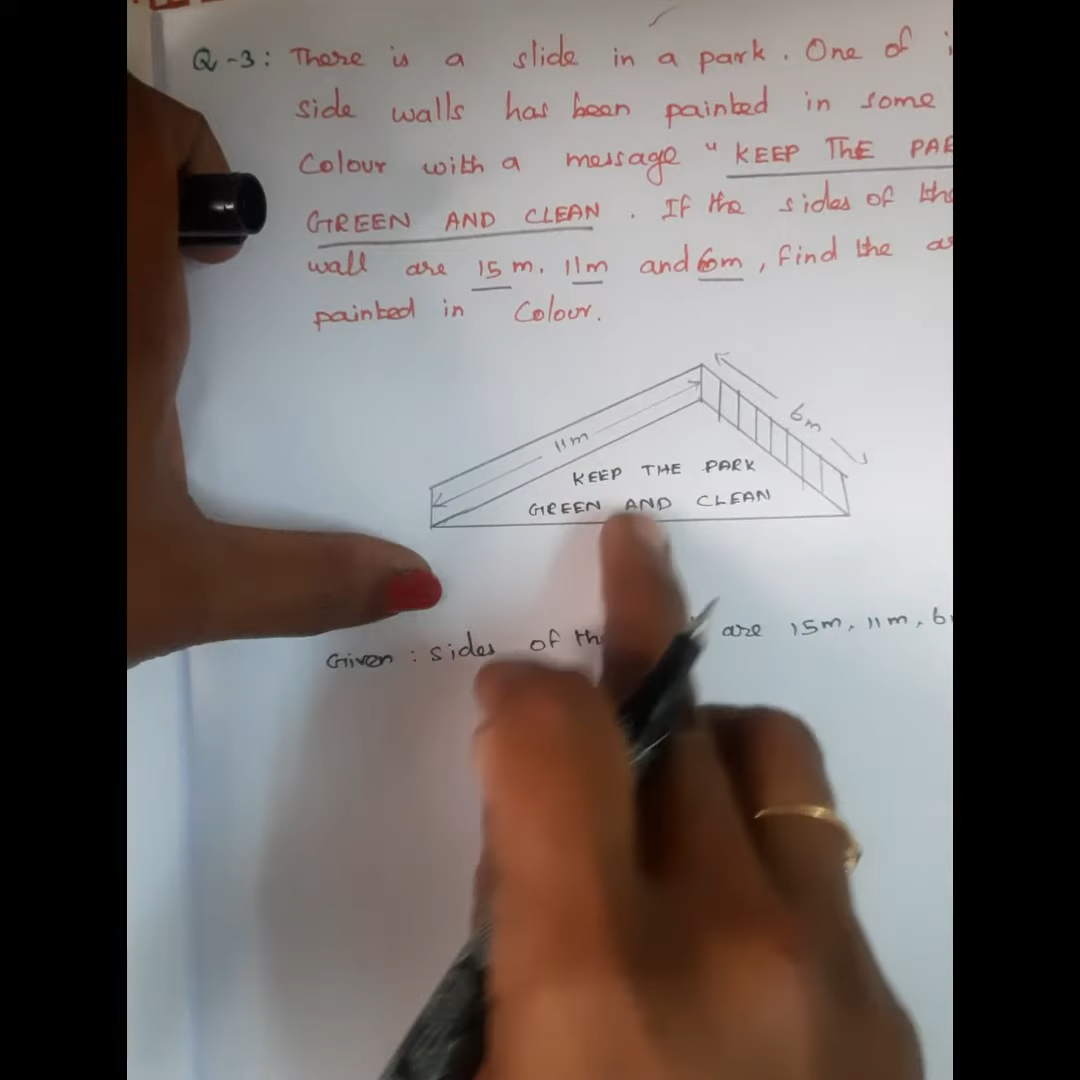 Q-3: There is a slide in a park. One of
side walls has been painted in some
Colour with a message "KEEP THE
GREEN AND CLEAN. If the sides of the
wall are 15m, 11m and 6m, find the
painted in Colour.
6m
11m
KEEP THE PARK
GREEN AND CLEAN
Given: sides of are 15m, 11m, 6